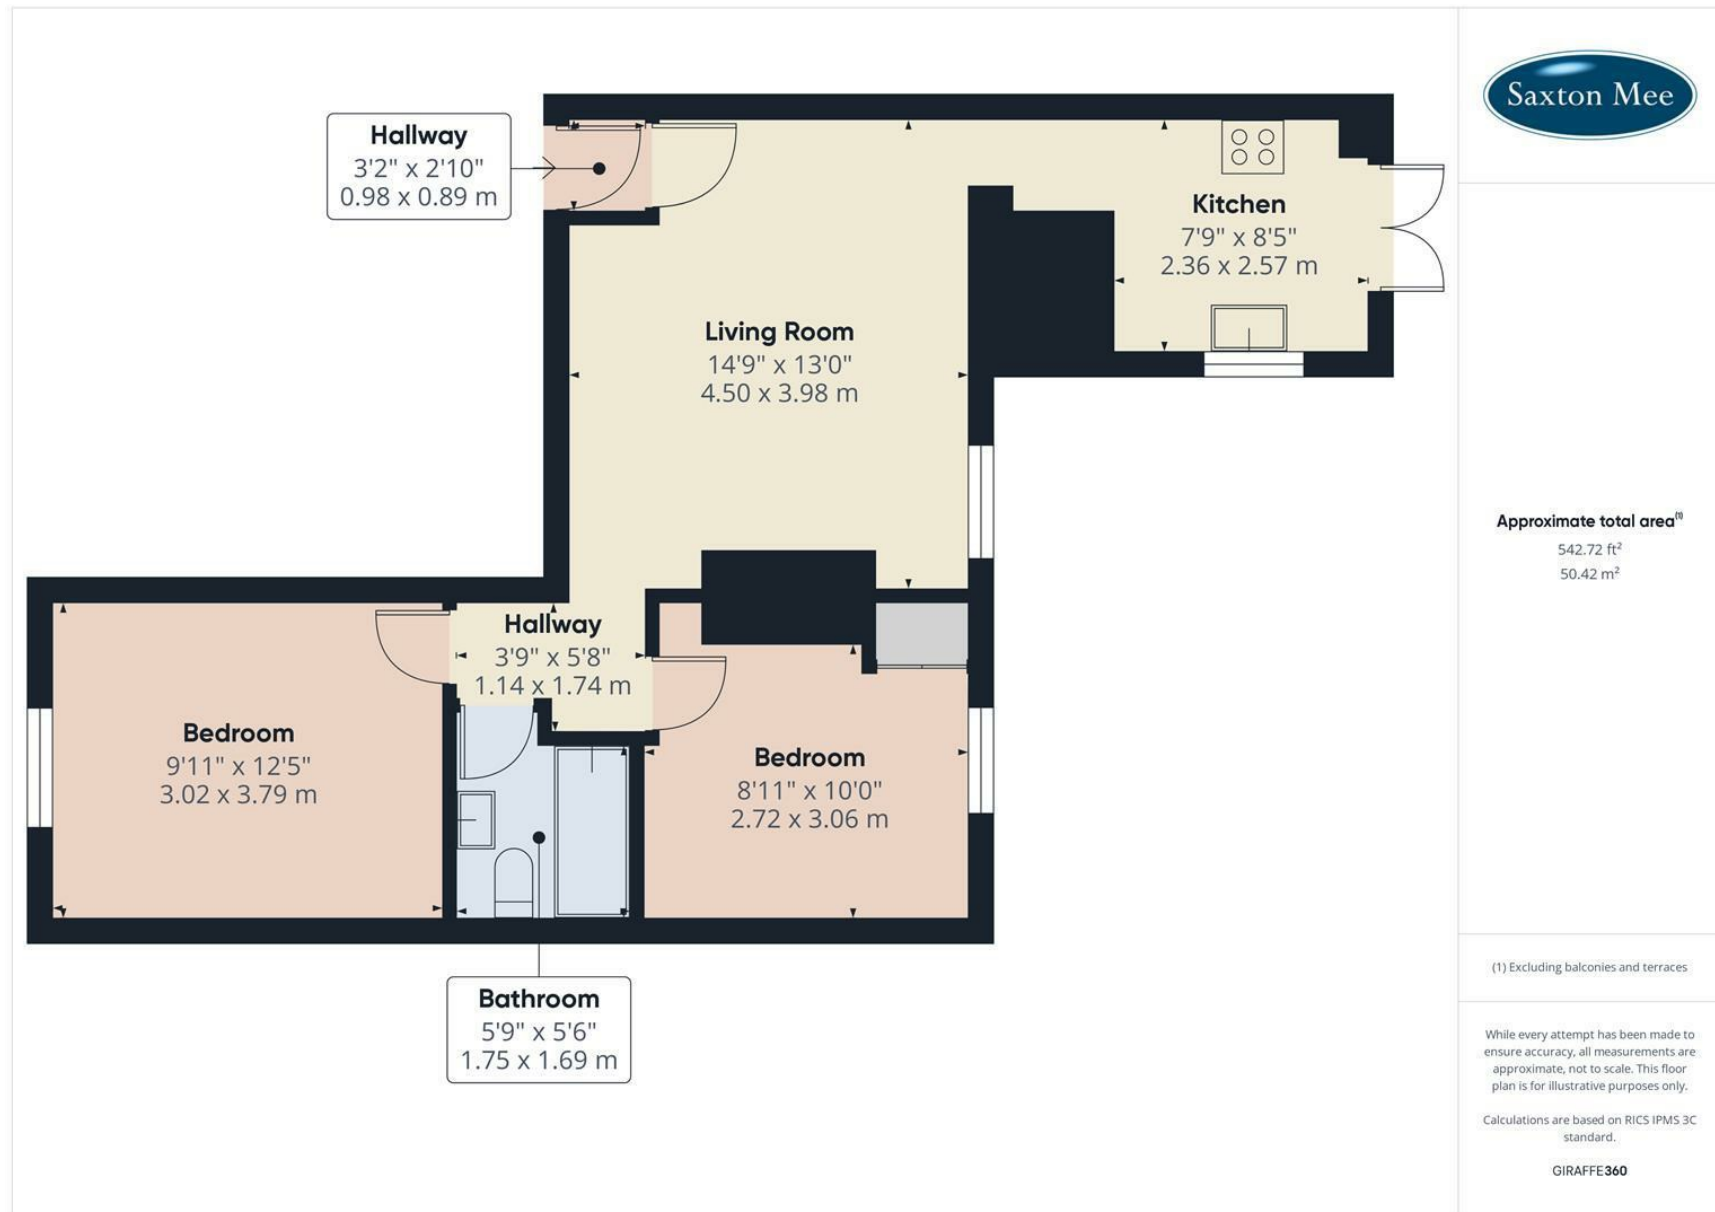 Hallway
3'2" x 2'10"
0.98 x 0.89 m
Kitchen
7'9" x 8'5"
2.36 x 2.57 m
Living Room
14'9" x 13'0"
4.50 x 3.98 m
Hallway
3'9" x 5'8"
1.14 x 1.74 m
Bedroom
9'11" x 12'5"
3.02 x 3.79 m
Bedroom
8'11" x 10'0"
2.72 x 3.06 m
Bathroom
5'9" x 5'6"
1.75 x 1.69 m
Saxton Mee
Approximate total area(1)
542.72 ft²
50.42 m²
(1) Excluding balconies and terraces
While every attempt has been made to
ensure accuracy, all measurements are
approximate, not to scale. This floor
plan is for illustrative purposes only.
Calculations are based on RICS IPMS 3C
standard.
GIRAFFE360